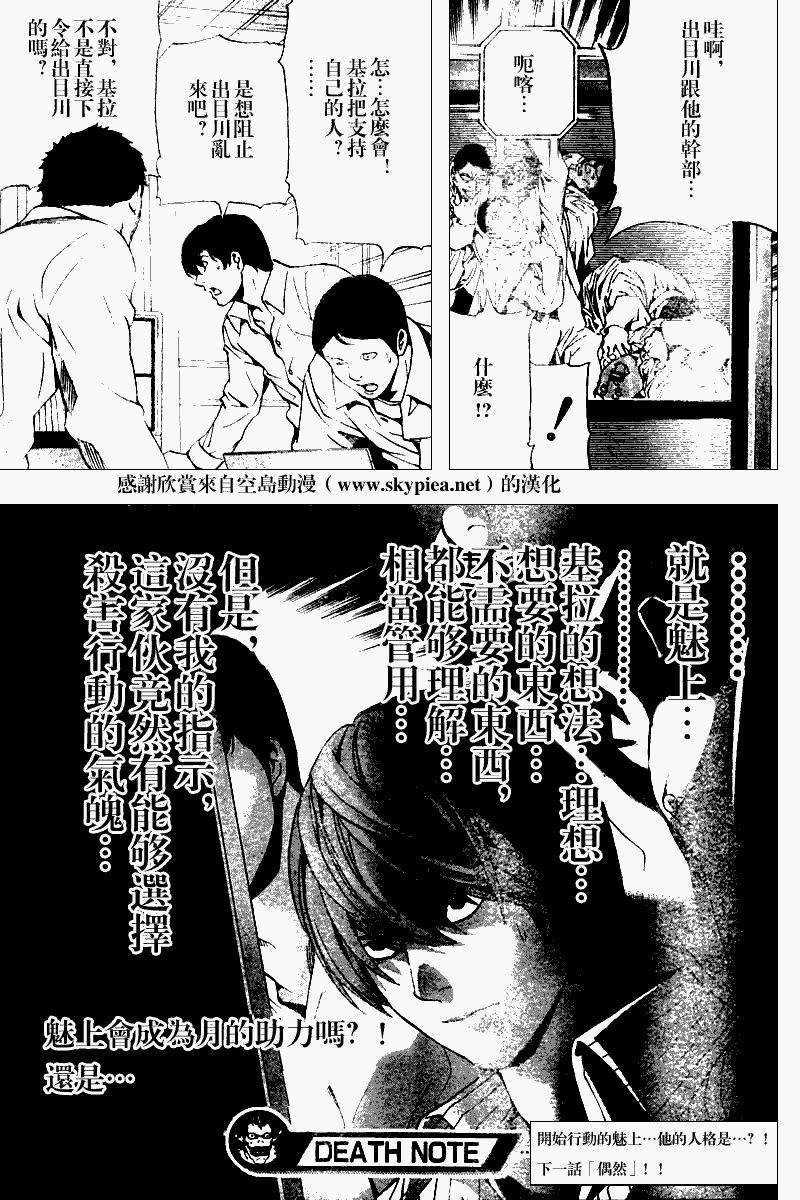 哇啊，
出目川跟
他的幹部…
呃喀…
！
什麼!?
怎…怎麼會！
基拉把支持
自己的人？
……
是想阻止
出目川亂
來吧？
不對，基拉
不是直接下
令給出目川
的嗎？
感謝欣賞來自空島動漫（www.skypiea.net）的漢化
………
就是魅上…
………
基拉的想法…理想…
想要的東西…
不需要的東西，
都能够理解…
相當管用…
但是，
沒有我的指示，
這家伙竟然有能够選擇
殺害行動的氣魄…
魅上會成為月的助力嗎？！
還是…
DEATH NOTE
開始行動的魅上…他的人格是…？！
下一話「偶然」！！